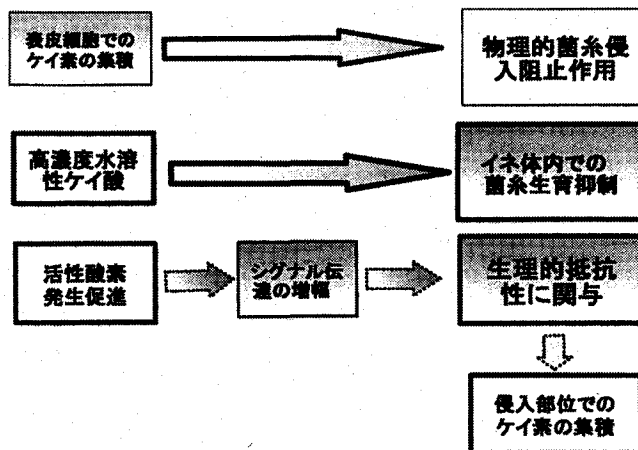 表皮細胞での
ケイ素の集積
物理的菌糸侵
入阻止作用
高濃度水溶
性ケイ酸
イネ体内での
菌糸生育抑制
活性酸素
発生促進
シグナル伝
達の増幅
生理的抵抗
性に関与
侵入部位での
ケイ素の集積